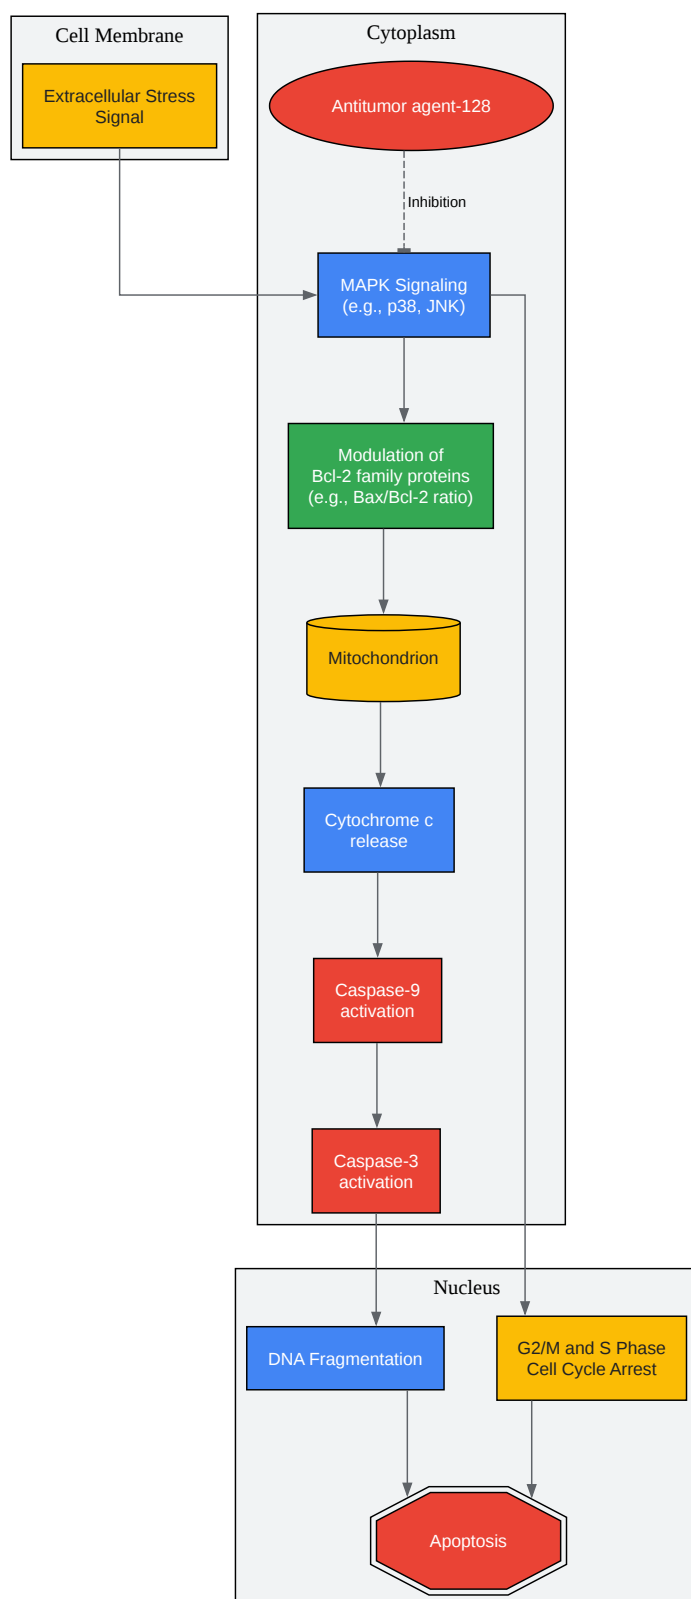 Cell Membrane
Extracellular Stress
Signal
Cytoplasm
Antitumor agent-128
Inhibition
MAPK Signaling
(e.g., p38, JNK)
Modulation of
Bcl-2 family proteins
(e.g., Bax/Bcl-2 ratio)
Mitochondrion
Cytochrome c
release
Caspase-9
activation
Caspase-3
activation
Nucleus
DNA Fragmentation
G2/M and S Phase
Cell Cycle Arrest
Apoptosis